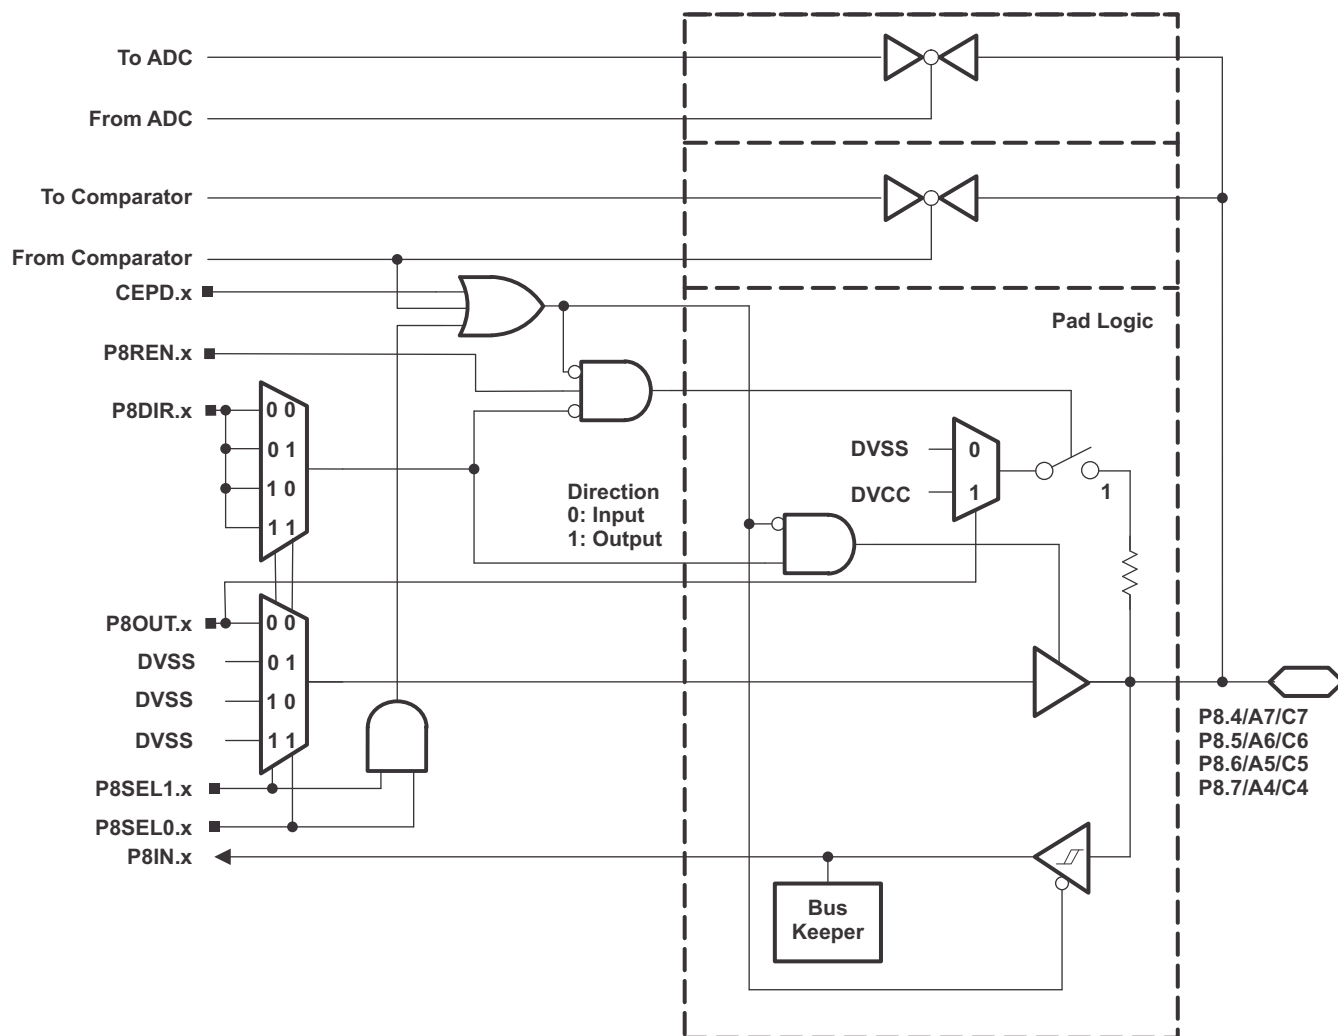 To ADC
From ADC
To Comparator
From Comparator
CEPD.x
Pad Logic
P8REN.x
P8DIR.x
0 0
0 1
1 0
1 1
DVSS
0
DVCC
1
1
Direction
0: Input
1: Output
P8OUT.x
0 0
DVSS
0 1
DVSS
1 0
DVSS
1 1
P8SEL1.x
P8SEL0.x
P8IN.x
P8.4/A7/C7
P8.5/A6/C6
P8.6/A5/C5
P8.7/A4/C4
Bus
Keeper